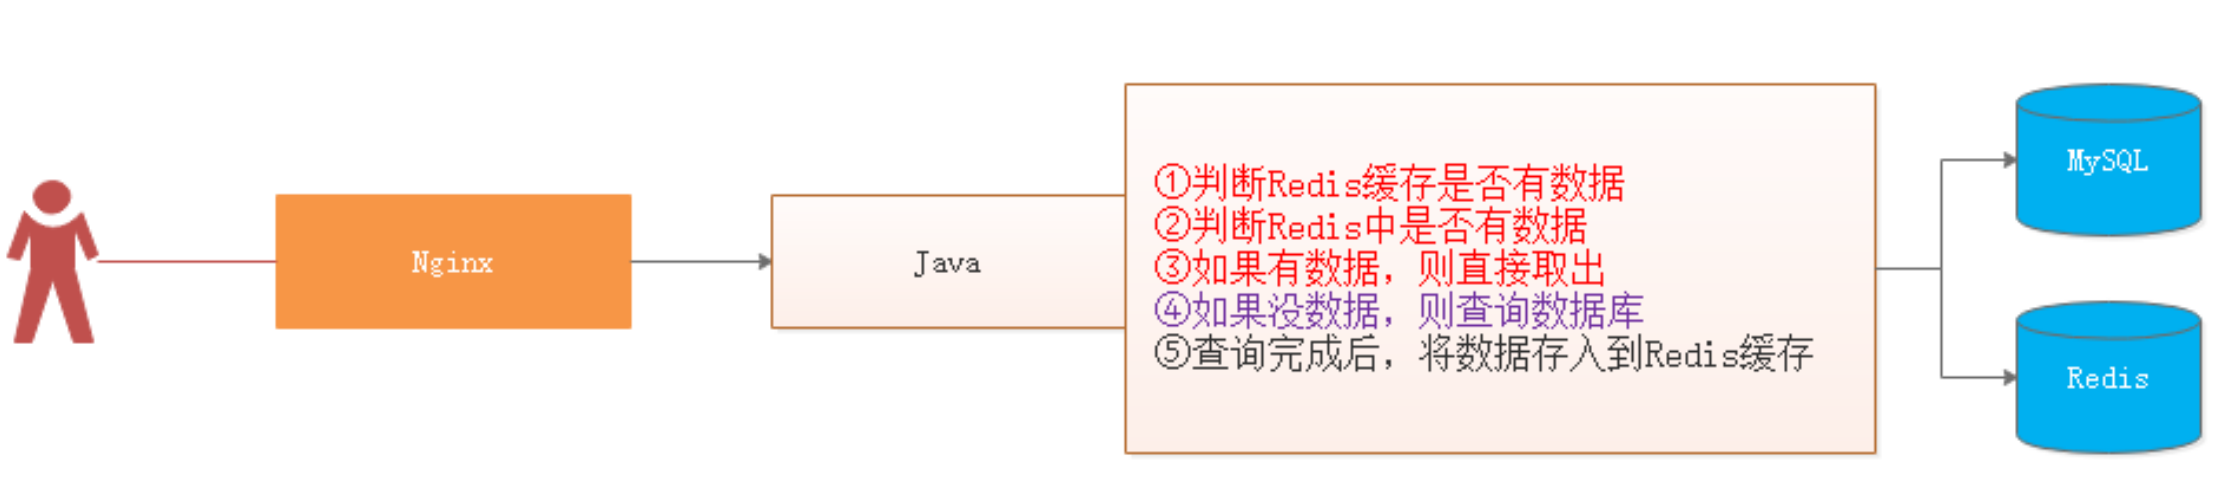 Nginx
Java
①判断Redis缓存是否有数据
②判断Redis中是否有数据
③如果有数据，则直接取出
④如果没数据，则查询数据库
⑤查询完成后，将数据存入到Redis缓存
MySQL
Redis